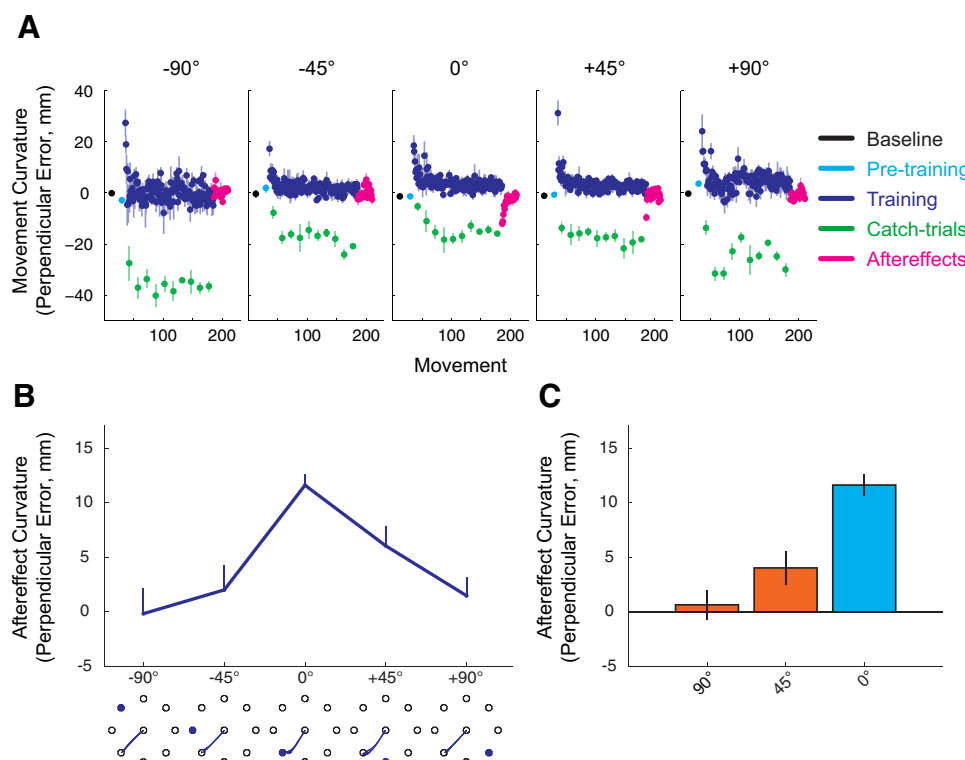 A
-90° -45° 0° +45° +90°
Movement Curvature
(Perpendicular Error, mm)
40
20
0
−20
−40
100 200 100 200 100 200 100 200 100 200
Movement
Baseline
Pre-training
Training
Catch-trials
Aftereffects
B
Aftereffect Curvature
(Perpendicular Error, mm)
15
10
5
0
-5
-90° -45° 0° +45° +90°
C
Aftereffect Curvature
(Perpendicular Error, mm)
15
10
5
0
-5
90° 45° 0°